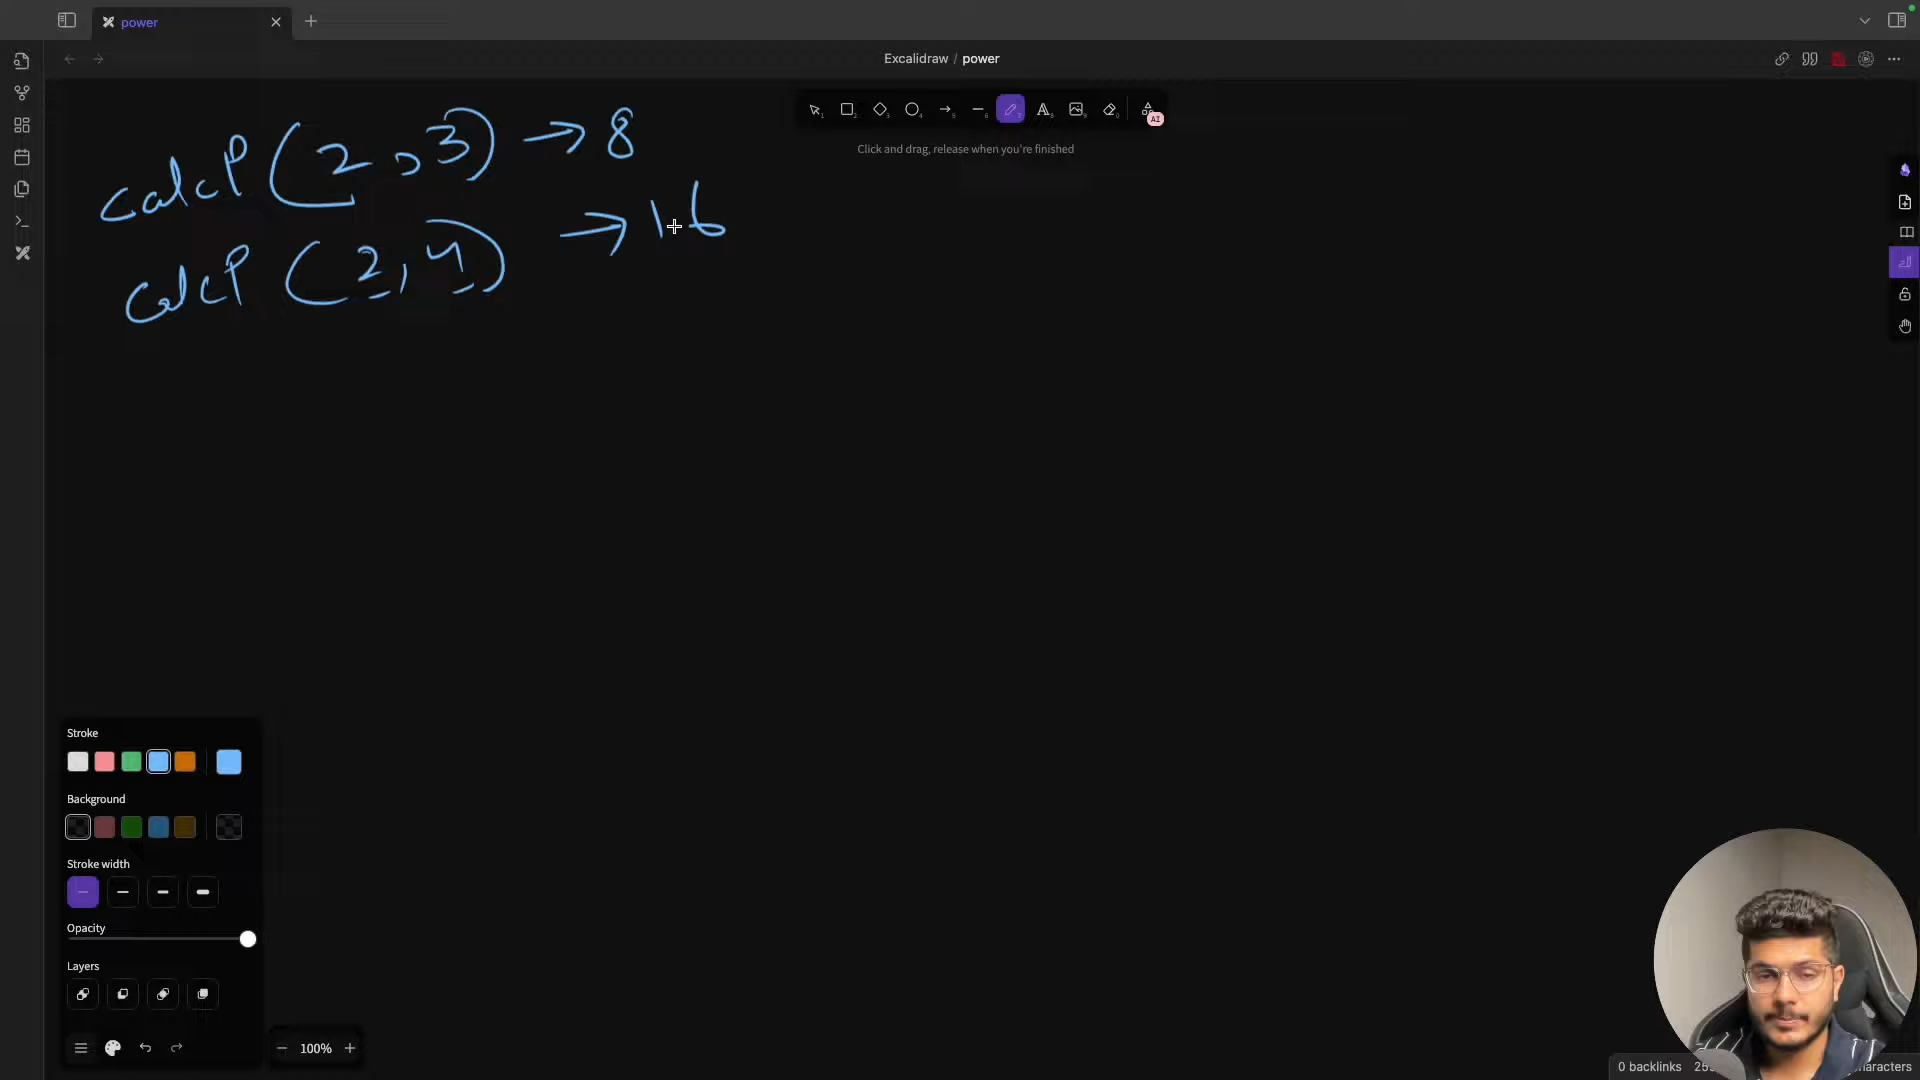 power
Excalidraw / power
Click and drag, release when you're finished
calcP (2, 3) → 8
calcP (2, 4) → 16
Stroke
Background
Stroke width
Opacity
Layers
100%
AI
0 backlinks